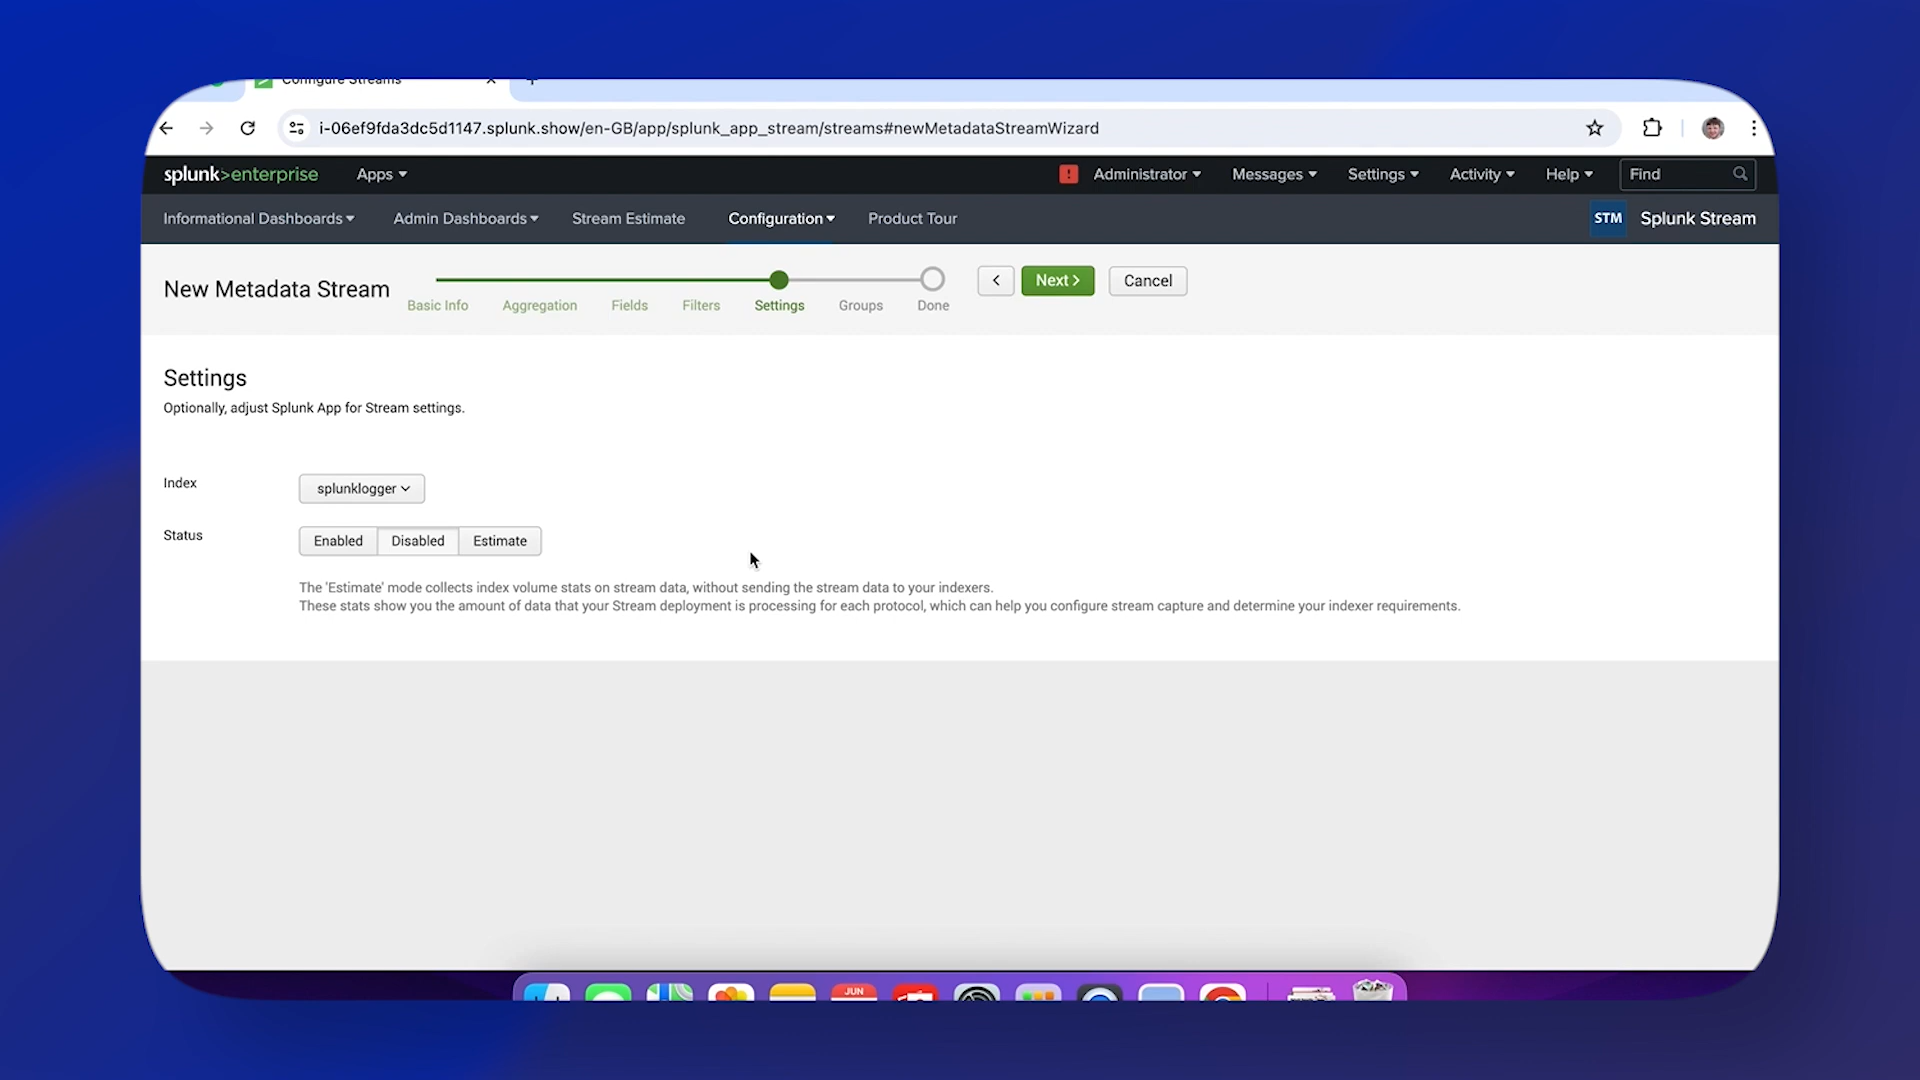 Configure Streams
i-06ef9fda3dc5d1147.splunk.show/en-GB/app/splunk_app_stream/streams#newMetadataStreamWizard
splunk>enterprise Apps Administrator Messages Settings Activity Help Find
Informational Dashboards Admin Dashboards Stream Estimate Configuration Product Tour STM Splunk Stream
New Metadata Stream
Basic Info Aggregation Fields Filters Settings Groups Done
Next Cancel
Settings
Optionally, adjust Splunk App for Stream settings.
Index splunklogger
Status Enabled Disabled Estimate
The 'Estimate' mode collects index volume stats on stream data, without sending the stream data to your indexers.
These stats show you the amount of data that your Stream deployment is processing for each protocol, which can help you configure stream capture and determine your indexer requirements.
JUN